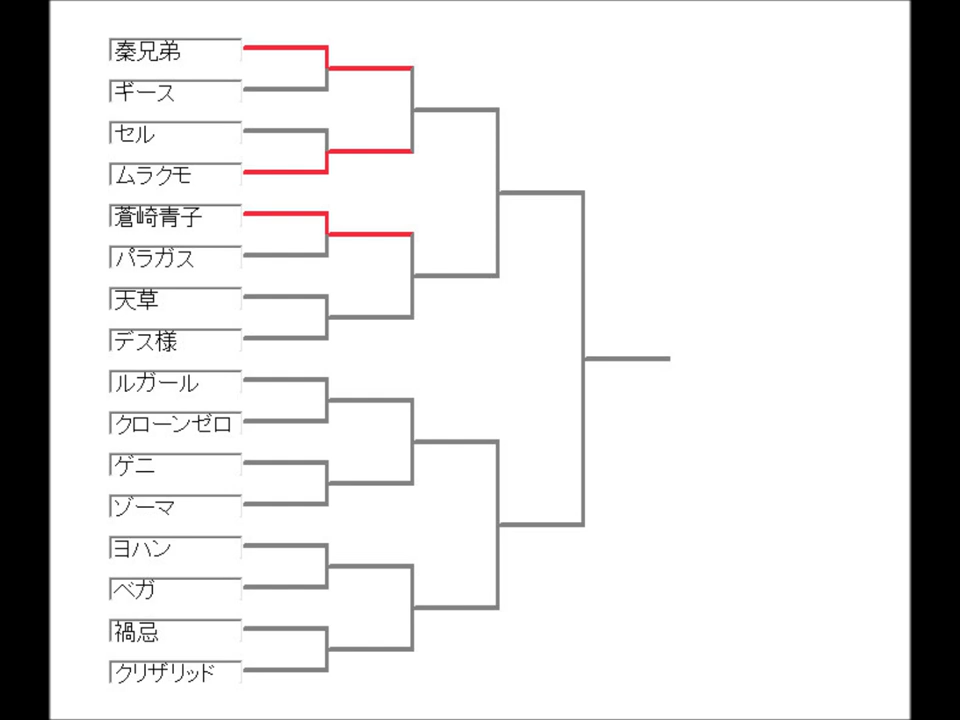 秦兄弟
ギース
セル
ムラクモ
蒼崎青子
パラガス
天草
デス様
ルガール
クローンゼロ
ゲニ
ゾーマ
ヨハン
ベガ
禍忌
クリザリッド